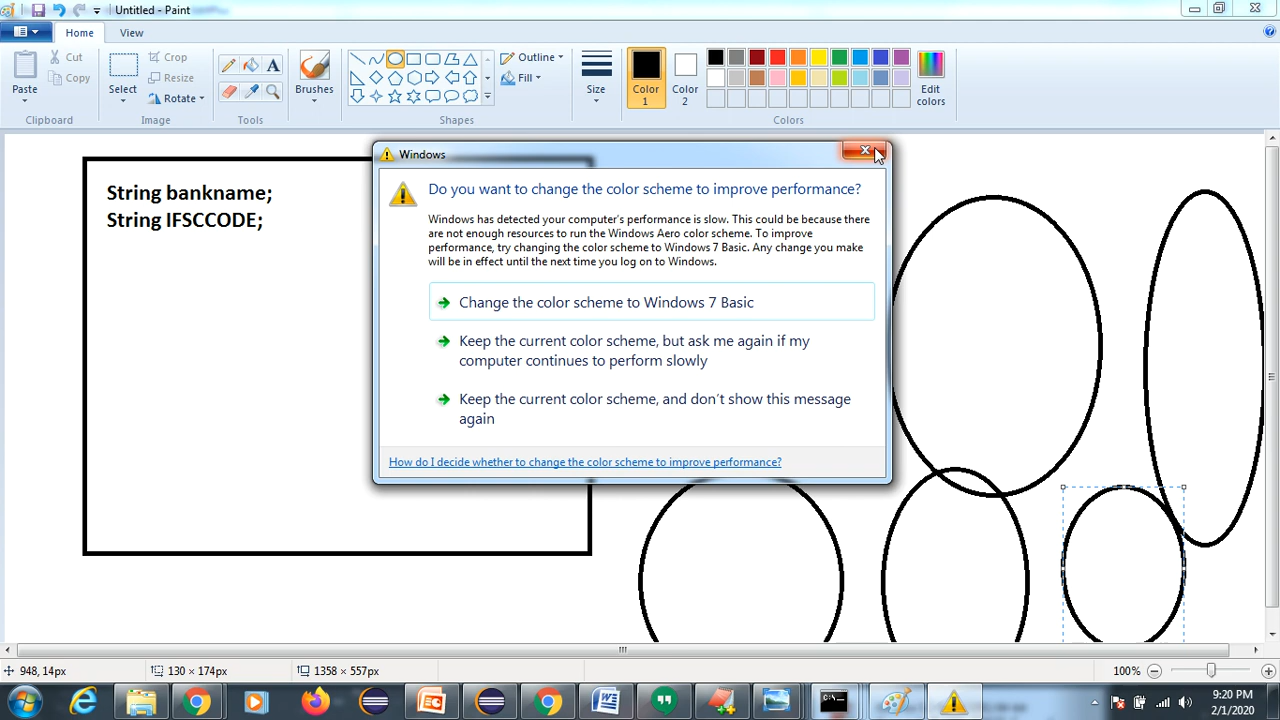 Untitled - Paint
Home
View
Paste
Cut
Copy
Clipboard
Select
Crop
Resize
Rotate
Image
A
Tools
Brushes
Shapes
Outline
Fill
Size
Color
1
Color
2
Edit
colors
Colors
String bankname;
String IFSCCODE;
Windows
Do you want to change the color scheme to improve performance?
Windows has detected your computer's performance is slow. This could be because there
are not enough resources to run the Windows Aero color scheme. To improve
performance, try changing the color scheme to Windows 7 Basic. Any change you make
will be in effect until the next time you log on to Windows.
Change the color scheme to Windows 7 Basic
Keep the current color scheme, but ask me again if my
computer continues to perform slowly
Keep the current color scheme, and don't show this message
again
How do I decide whether to change the color scheme to improve performance?
948, 14px
130 × 174px
1358 × 557px
100%
9:20 PM
2/1/2020